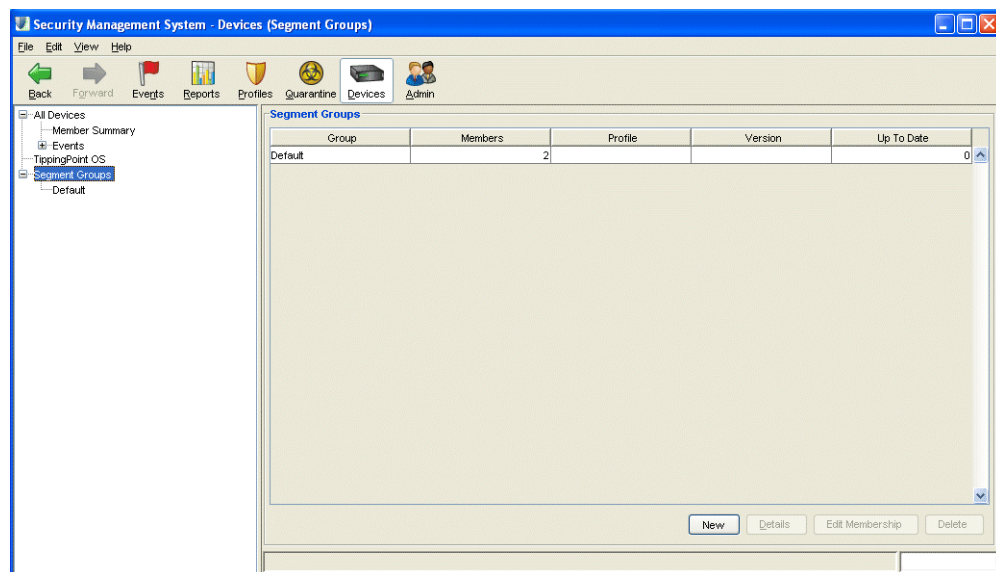 Security Management System - Devices (Segment Groups)
File Edit View Help
Back Forward Events Reports Profiles Quarantine Devices Admin
All Devices
Member Summary
Events
TippingPoint OS
Segment Groups
Default
Segment Groups
Group Members Profile Version Up To Date
Default 2 0
New Details Edit Membership Delete